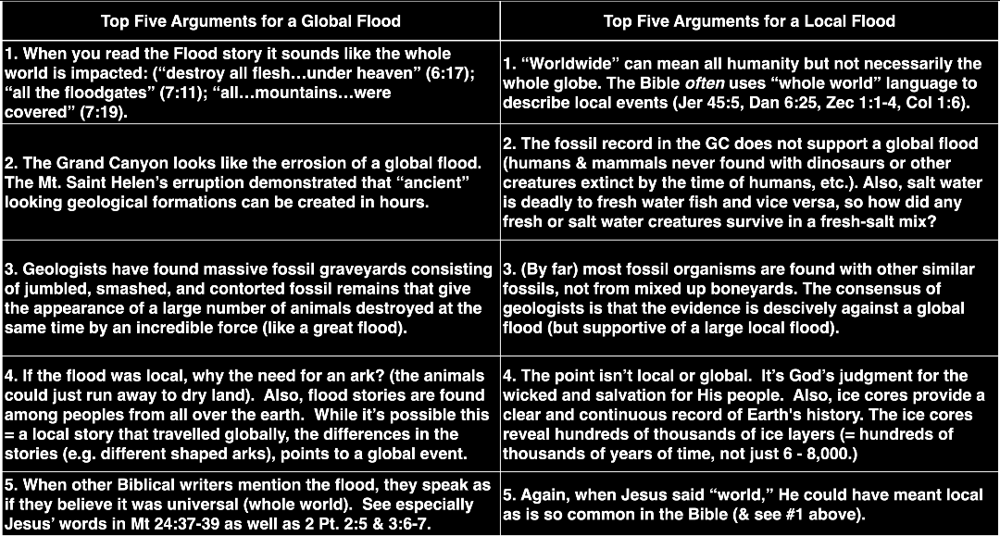 Top Five Arguments for a Global Flood
Top Five Arguments for a Local Flood
1. When you read the Flood story it sounds like the whole
world is impacted: (“destroy all flesh…under heaven” (6:17);
“all the floodgates” (7:11); “all…mountains…were
covered” (7:19).
1. “Worldwide” can mean all humanity but not necessarily the
whole globe. The Bible often uses “whole world” language to
describe local events (Jer 45:5, Dan 6:25, Zec 1:1-4, Col 1:6).
2. The Grand Canyon looks like the errosion of a global flood.
The Mt. Saint Helen’s erruption demonstrated that “ancient”
looking geological formations can be created in hours.
2. The fossil record in the GC does not support a global flood
(humans & mammals never found with dinosaurs or other
creatures extinct by the time of humans, etc.). Also, salt water
is deadly to fresh water fish and vice versa, so how did any
fresh or salt water creatures survive in a fresh-salt mix?
3. Geologists have found massive fossil graveyards consisting
of jumbled, smashed, and contorted fossil remains that give
the appearance of a large number of animals destroyed at the
same time by an incredible force (like a great flood).
3. (By far) most fossil organisms are found with other similar
fossils, not from mixed up boneyards. The consensus of
geologists is that the evidence is descively against a global
flood (but supportive of a large local flood).
4. If the flood was local, why the need for an ark? (the animals
could just run away to dry land).  Also, flood stories are found
among peoples from all over the earth.  While it’s possible this
= a local story that travelled globally, the differences in the
stories (e.g. different shaped arks), points to a global event.
4. The point isn’t local or global.  It’s God’s judgment for the
wicked and salvation for His people.  Also, ice cores provide a
clear and continuous record of Earth's history. The ice cores
reveal hundreds of thousands of ice layers (= hundreds of
thousands of years of time, not just 6 - 8,000.)
5. When other Biblical writers mention the flood, they speak as
if they believe it was universal (whole world).  See especially
Jesus’ words in Mt 24:37-39 as well as 2 Pt. 2:5 & 3:6-7.
5. Again, when Jesus said “world,” He could have meant local
as is so common in the Bible (& see #1 above).